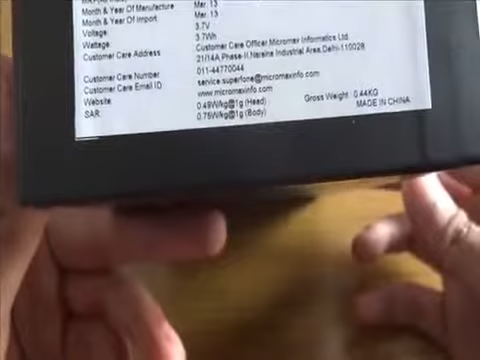 Month & Year Of Manufacture Mar. 13
Month & Year Of Import Mar. 13
Voltage: 3.7V
Wattage 3.7Wh
Customer Care Address Customer Care Officer,Micromax Informatics Ltd.
21/14A,Phase-II,Naraina Industrial Area,Delhi-110028
Customer Care Number 011-44770044
Customer Care Email ID service.superfone@micromaxinfo.com
Website: www.micromaxinfo.com
SAR: 0.49W/kg@1g (Head) Gross Weight : 0.44KG
0.75W/kg@1g (Body) MADE IN CHINA